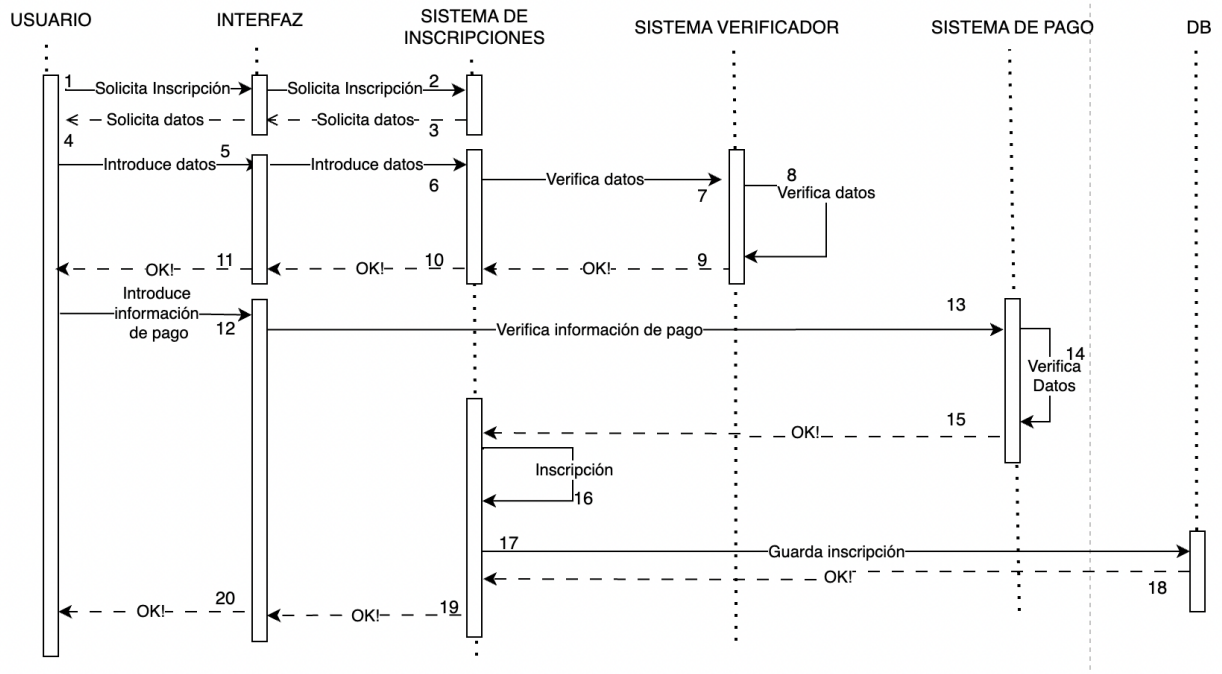 USUARIO
INTERFAZ
SISTEMA DE
INSCRIPCIONES
SISTEMA VERIFICADOR
SISTEMA DE PAGO
DB
1
Solicita Inscripción
Solicita Inscripción
2
Solicita datos
Solicita datos
3
4
Introduce datos
5
Introduce datos
6
Verifica datos
7
8
Verifica datos
OK!
11
OK!
10
OK!
9
Introduce
información
de pago
12
Verifica información de pago
13
14
Verifica
Datos
OK!
15
Inscripción
16
17
Guarda inscripción
OK!
18
OK!
20
OK!
19